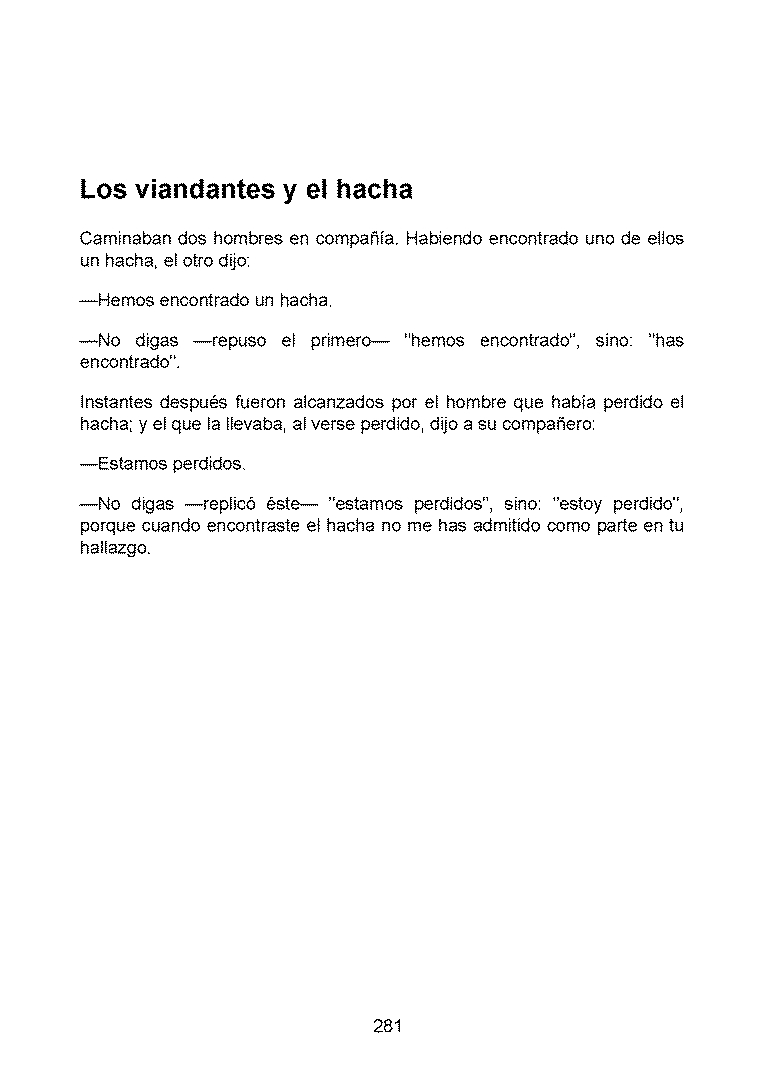 Los viandantes y el hacha
Caminaban dos hombres en compañía. Habiendo encontrado uno de ellos
un hacha, el otro dijo:
—Hemos encontrado un hacha.
—No digas —repuso el primero— "hemos encontrado", sino: "has
encontrado".
Instantes después fueron alcanzados por el hombre que había perdido el
hacha; y el que la llevaba, al verse perdido, dijo a su compañero:
—Estamos perdidos.
—No digas —replicó éste— "estamos perdidos", sino: "estoy perdido",
porque cuando encontraste el hacha no me has admitido como parte en tu
hallazgo.
281